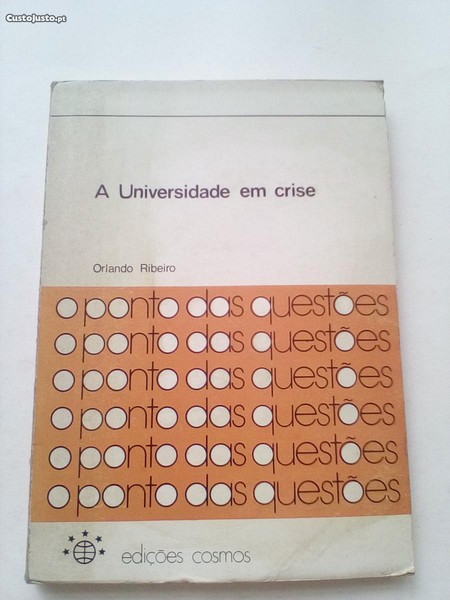 CustoJusto.pt
A Universidade em crise
Orlando Ribeiro
o ponto das questões
o ponto das questões
o ponto das questões
o ponto das questões
o ponto das questões
o ponto das questões
edições cosmos